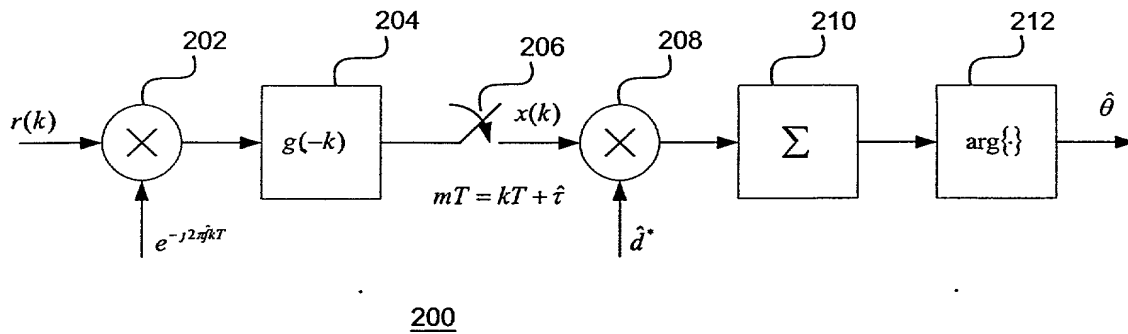 202
204
206
208
210
212
r(k)
g(-k)
x(k)
Σ
arg{·}
θ̂
mT = kT + τ̂
e^{-j2πf̂kT}
d̂*
200